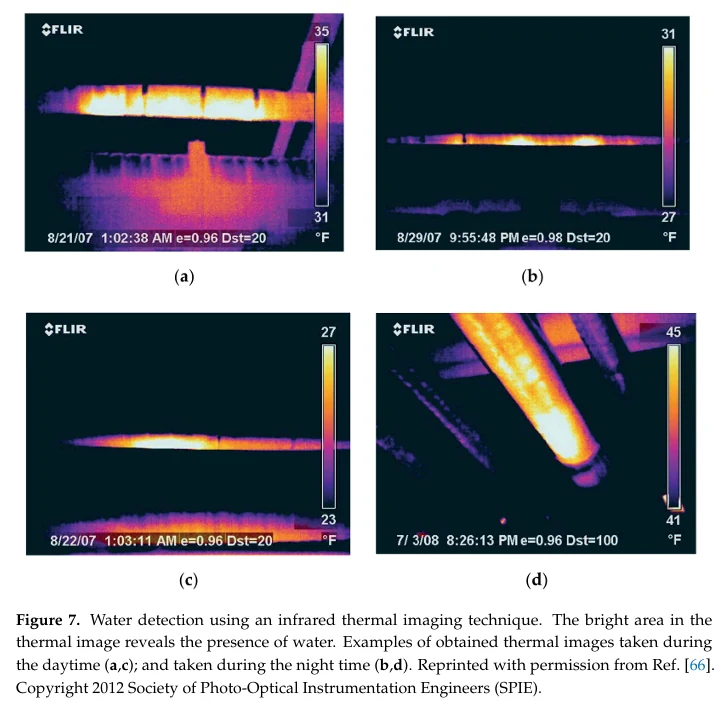 FLIR
35
31
8/21/07 1:02:38 AM e=0.96 Dst=20 °F
(a)
FLIR
31
27
8/29/07 9:55:48 PM e=0.98 Dst=20 °F
(b)
FLIR
27
23
8/22/07 1:03:11 AM e=0.96 Dst=20 °F
(c)
FLIR
45
41
7/ 3/08 8:26:13 PM e=0.96 Dst=100 °F
(d)
Figure 7. Water detection using an infrared thermal imaging technique. The bright area in the
thermal image reveals the presence of water. Examples of obtained thermal images taken during
the daytime (a,c); and taken during the night time (b,d). Reprinted with permission from Ref. [66].
Copyright 2012 Society of Photo-Optical Instrumentation Engineers (SPIE).